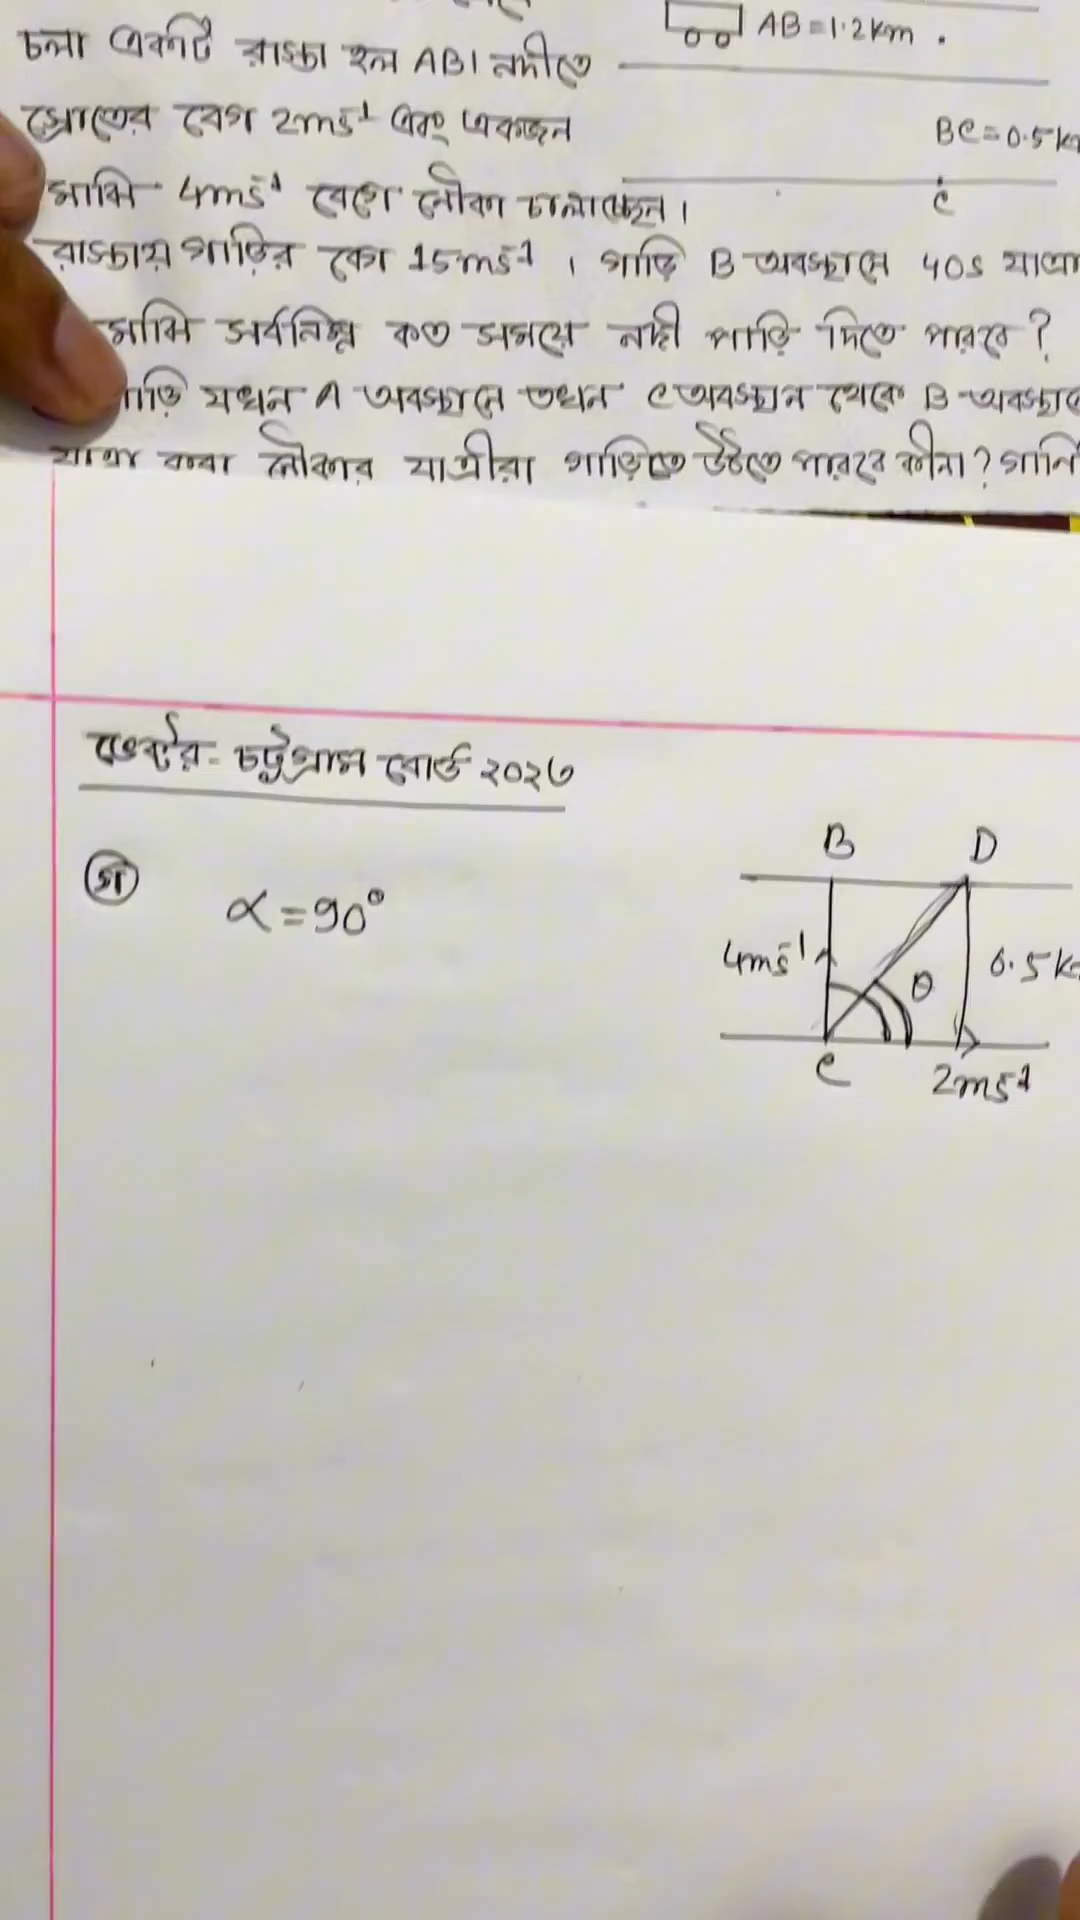 চলা একটি রাস্তা হল AB। নদীতে
AB = 1.2 km.
স্রোতের বেগ 2ms⁻¹ এবং একজন
BC = 0.5 k
মাঝি 4ms⁻¹ বেগে নৌকা চালাচ্ছেন।
C
রাস্তায় গাড়ির বেগ 15ms⁻¹। গাড়ি B অবস্থানে 40s যাত্রা
মাঝি সর্বনিম্ন কত সময়ে নদী পাড়ি দিতে পারবে?
গাড়ি যখন A অবস্থানে তখন C অবস্থান থেকে B অবস্থানে
যাত্রা করা নৌকার যাত্রীরা গাড়িতে উঠতে পারবে কীনা?
ভেক্টর - চট্টগ্রাম বোর্ড ২০২৩
গ
α = 90°
B D
4ms⁻¹ θ 0.5 k
C 2ms⁻¹